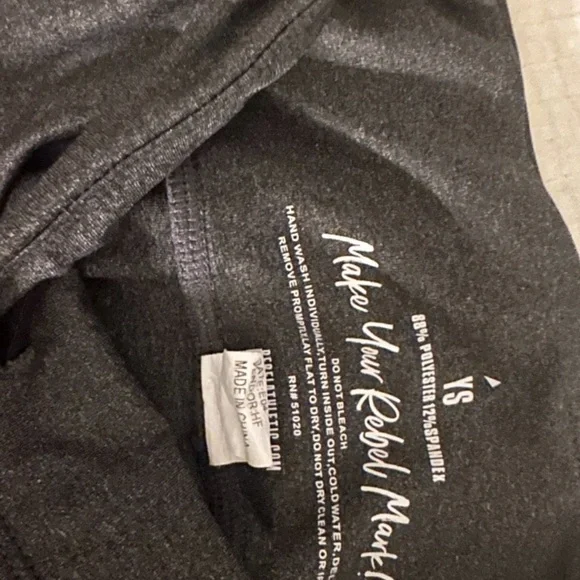 YS
88% POLYESTER 12% SPANDEX
Make Your Rebel Mark!
DO NOT BLEACH
HAND WASH INDIVIDUALLY,TURN INSIDE OUT,COLD WATER,
REMOVE PROMPTLY,LAY FLAT TO DRY,DO NOT DRY CLEAN OR
RN# 51020
REBELATHLETIC.COM
MADE IN CHINA